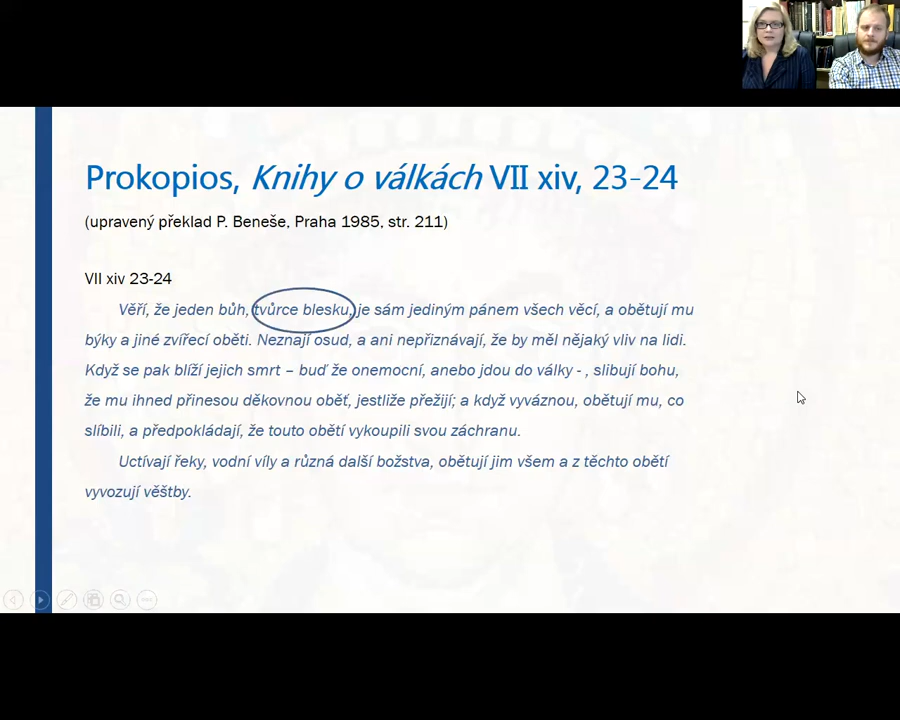 Prokopios, Knihy o válkách VII xiv, 23-24
(upravený překlad P. Beneše, Praha 1985, str. 211)
VII xiv 23-24
Věří, že jeden bůh, tvůrce blesku, je sám jediným pánem všech věcí, a obětují mu
býky a jiné zvířecí oběti. Neznají osud, a ani nepřiznávají, že by měl nějaký vliv na lidi.
Když se pak blíží jejich smrt – buď že onemocní, anebo jdou do války - , slibují bohu,
že mu ihned přinesou děkovnou oběť, jestliže přežijí; a když vyváznou, obětují mu, co
slíbili, a předpokládají, že touto obětí vykoupili svou záchranu.
Uctívají řeky, vodní víly a různá další božstva, obětují jim všem a z těchto obětí
vyvozují věštby.